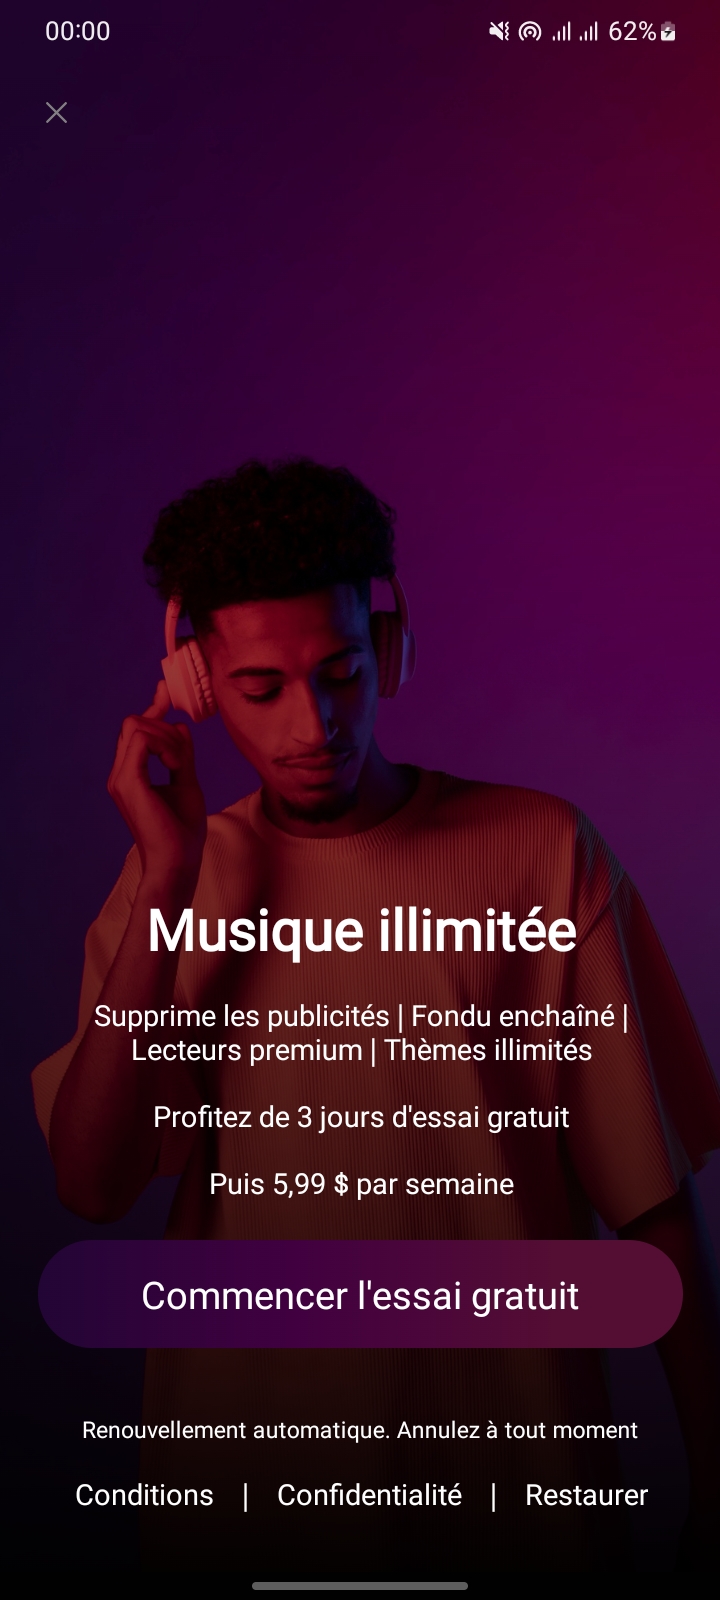 00:00
62%
Musique illimitée
Supprime les publicités | Fondu enchaîné |
Lecteurs premium | Thèmes illimités
Profitez de 3 jours d'essai gratuit
Puis 5,99 $ par semaine
Commencer l'essai gratuit
Renouvellement automatique. Annulez à tout moment
Conditions | Confidentialité | Restaurer